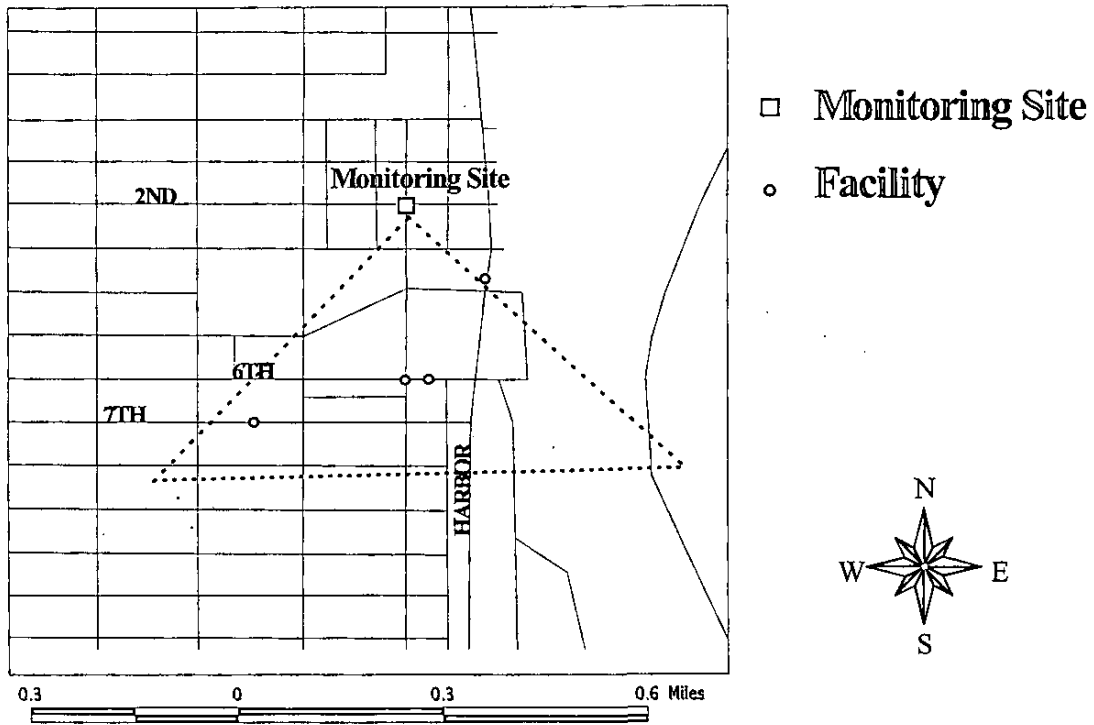 Monitoring Site
Facility
Monitoring Site
2ND
6TH
7TH
HARBOR
N
W E
S
0.3 0 0.3 0.6 Miles